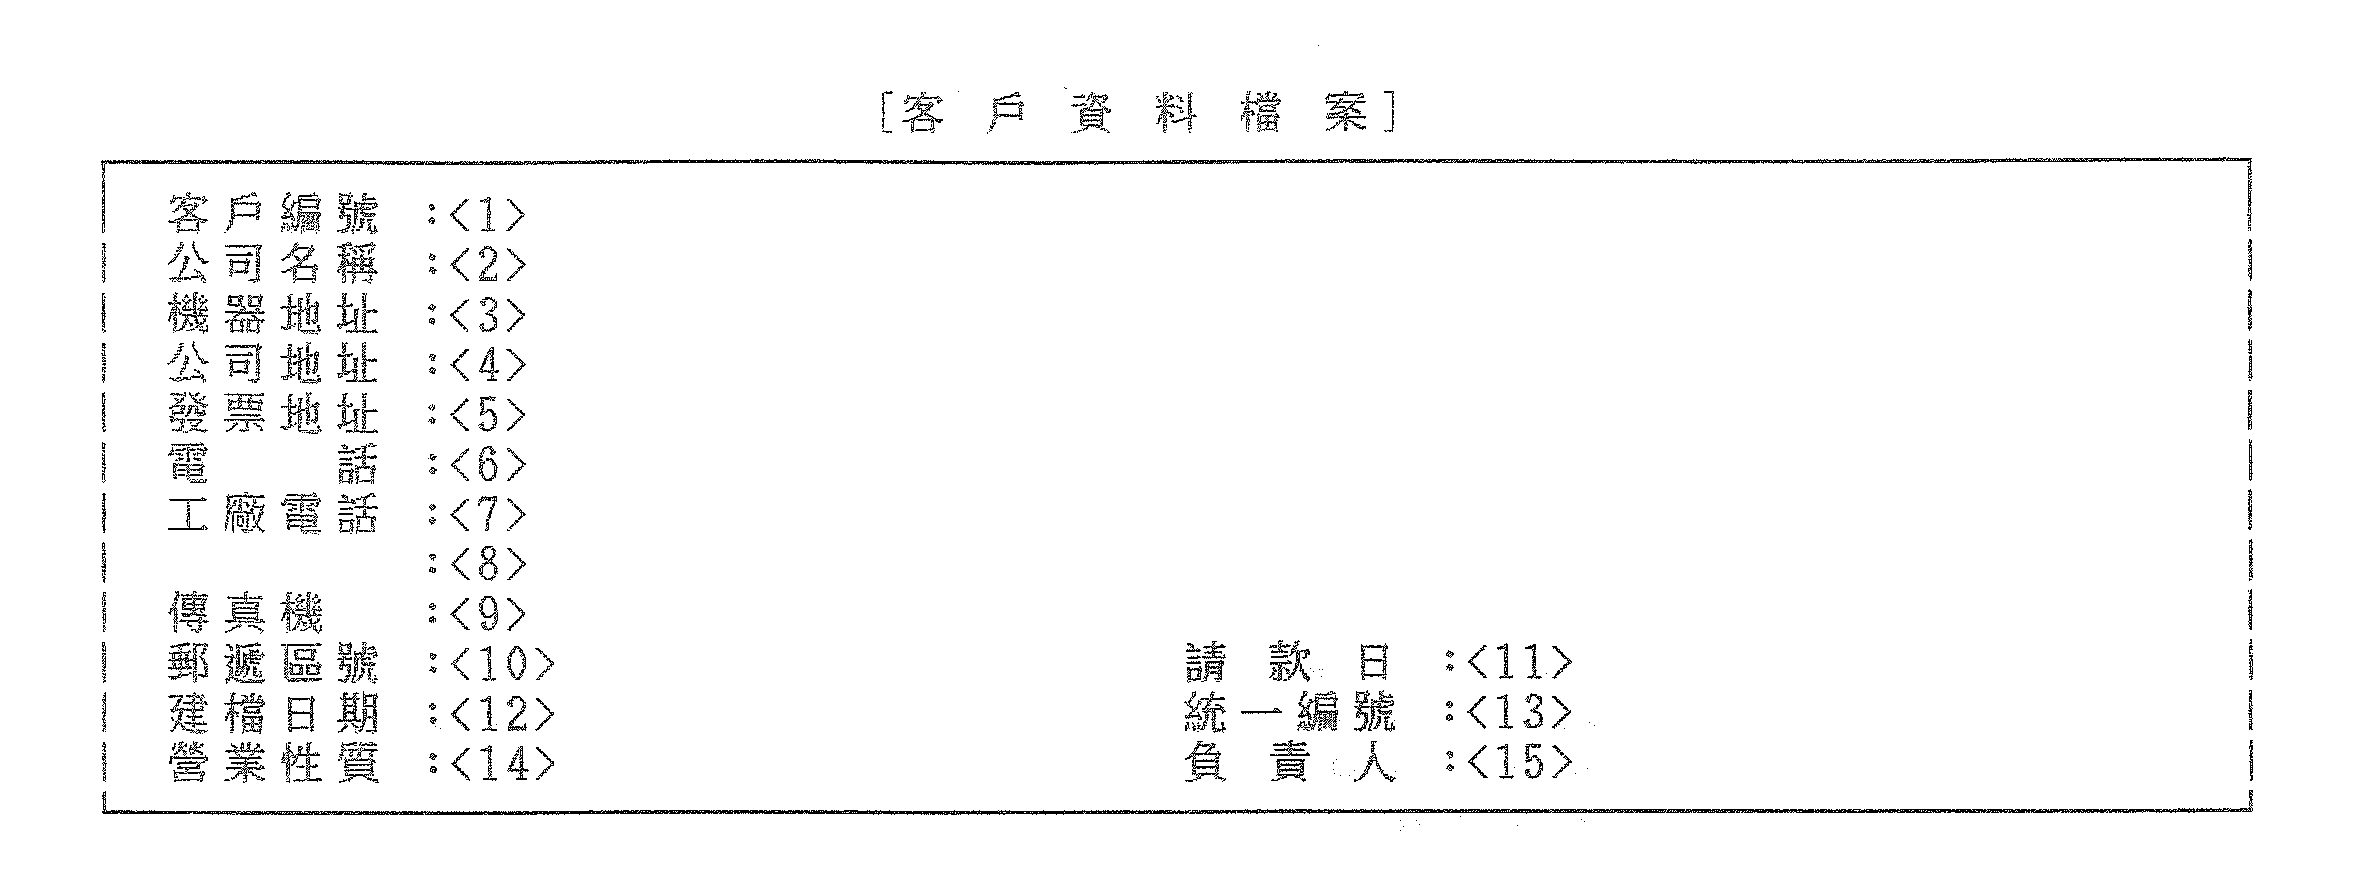 [客 戶 資 料 檔 案]
客戶編號 :<1>
公司名稱 :<2>
機器地址 :<3>
公司地址 :<4>
發票地址 :<5>
電　　話 :<6>
工廠電話 :<7>
:<8>
傳真機 :<9>
郵遞區號 :<10> 請 款 日 :<11>
建檔日期 :<12> 統一編號 :<13>
營業性質 :<14> 負 責 人 :<15>